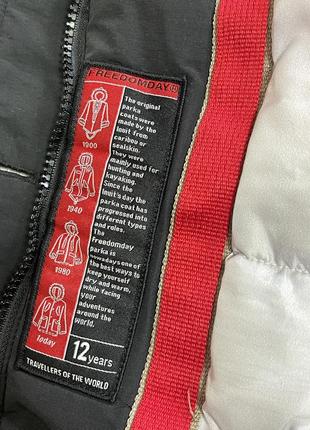 FREEDOMDAY®
1900
1940
1980
Today
The original
parka
coats were
made by the
Inuit from
caribou or
sealskin.
They were
mainly used for
hunting and
kayaking.
Since the
Inuit's day the
parka coat has
progressed into
different types
and roles.
The
Freedomday
parka is
nowadays one of
the best ways to
keep yourself
dry and warm,
while facing
your
adventures
around the
world.
12years
TRAVELLERS OF THE WORLD